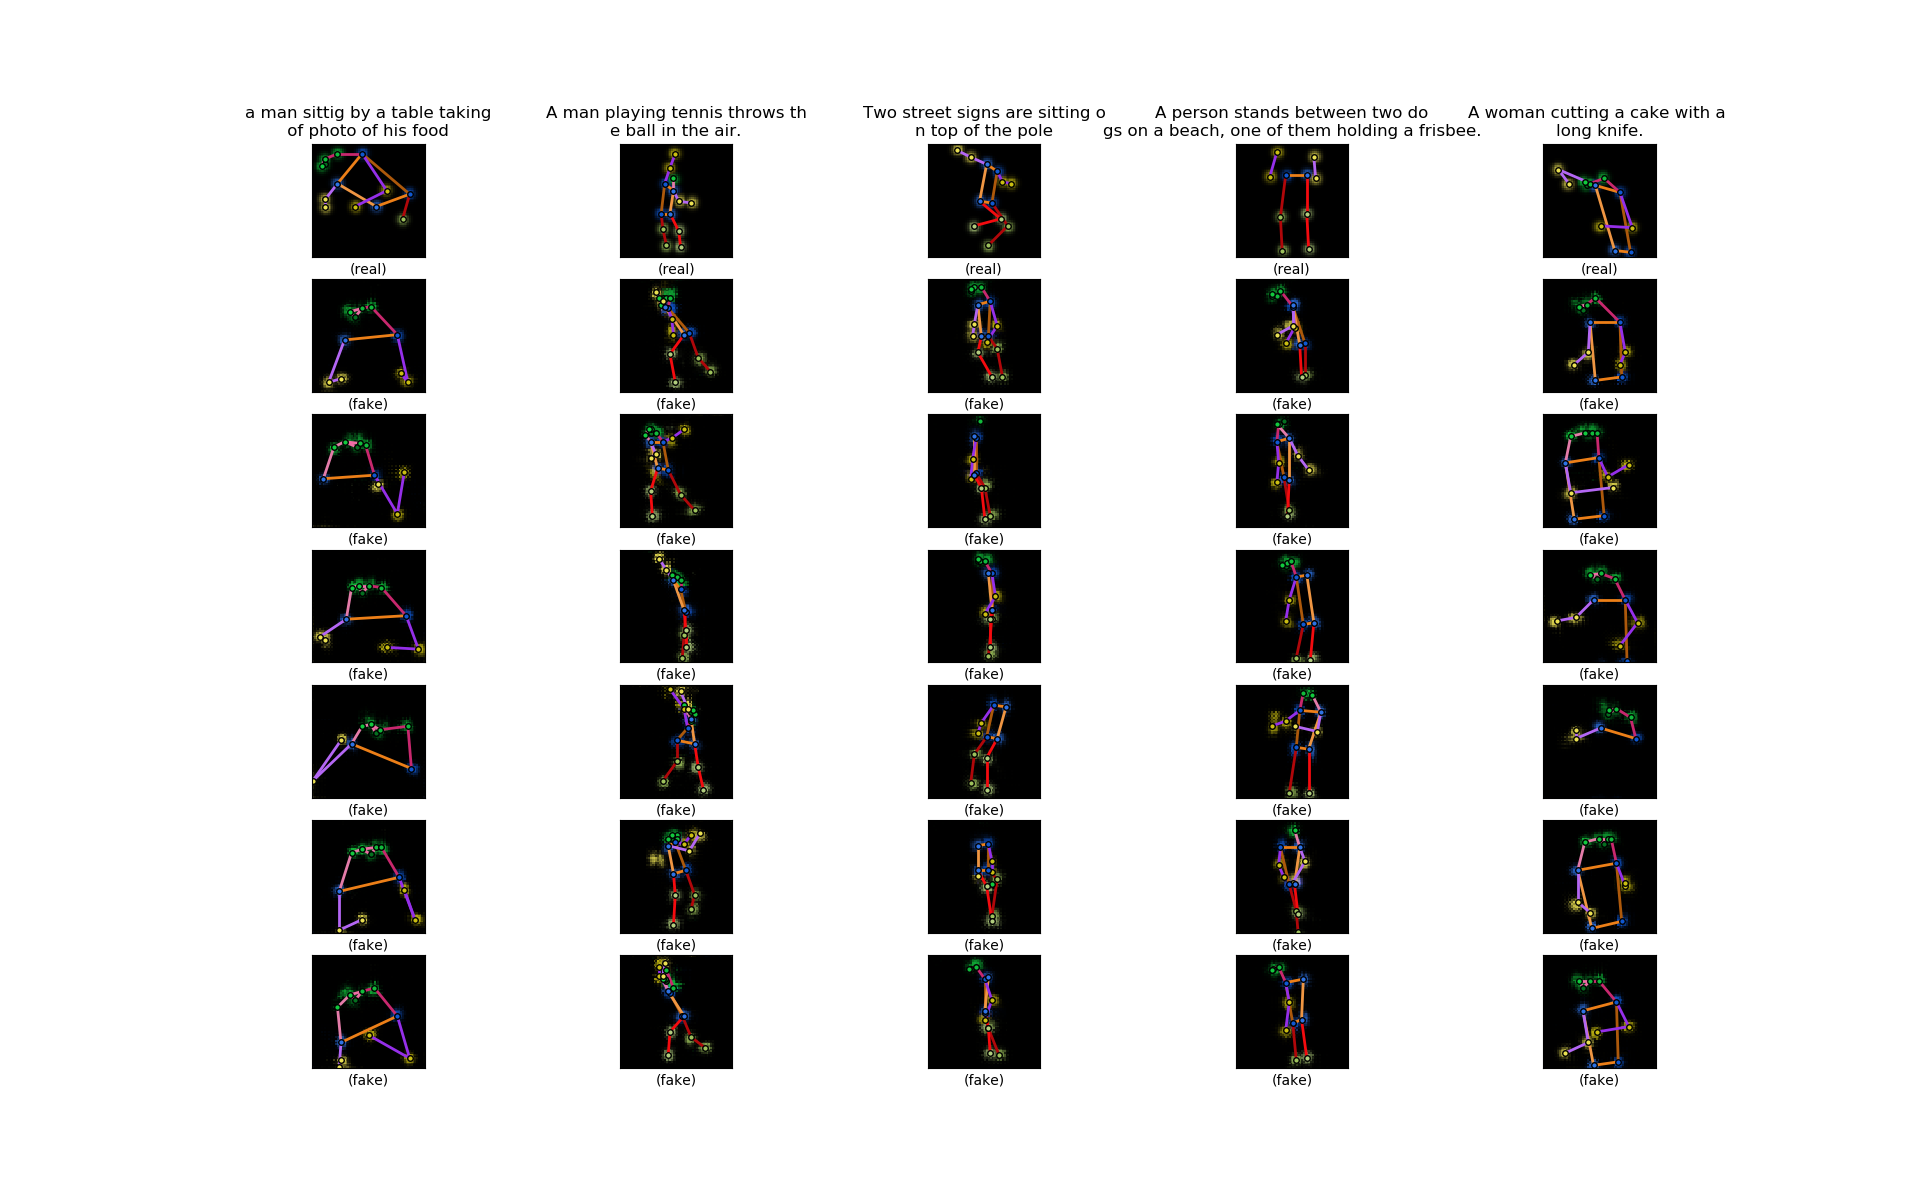 a man sittig by a table taking
of photo of his food
A man playing tennis throws th
e ball in the air.
Two street signs are sitting o
n top of the pole
A person stands between two do
gs on a beach, one of them holding a frisbee.
A woman cutting a cake with a
long knife.
(real) (real) (real) (real) (real)
(fake) (fake) (fake) (fake) (fake)
(fake) (fake) (fake) (fake) (fake)
(fake) (fake) (fake) (fake) (fake)
(fake) (fake) (fake) (fake) (fake)
(fake) (fake) (fake) (fake) (fake)
(fake) (fake) (fake) (fake) (fake)